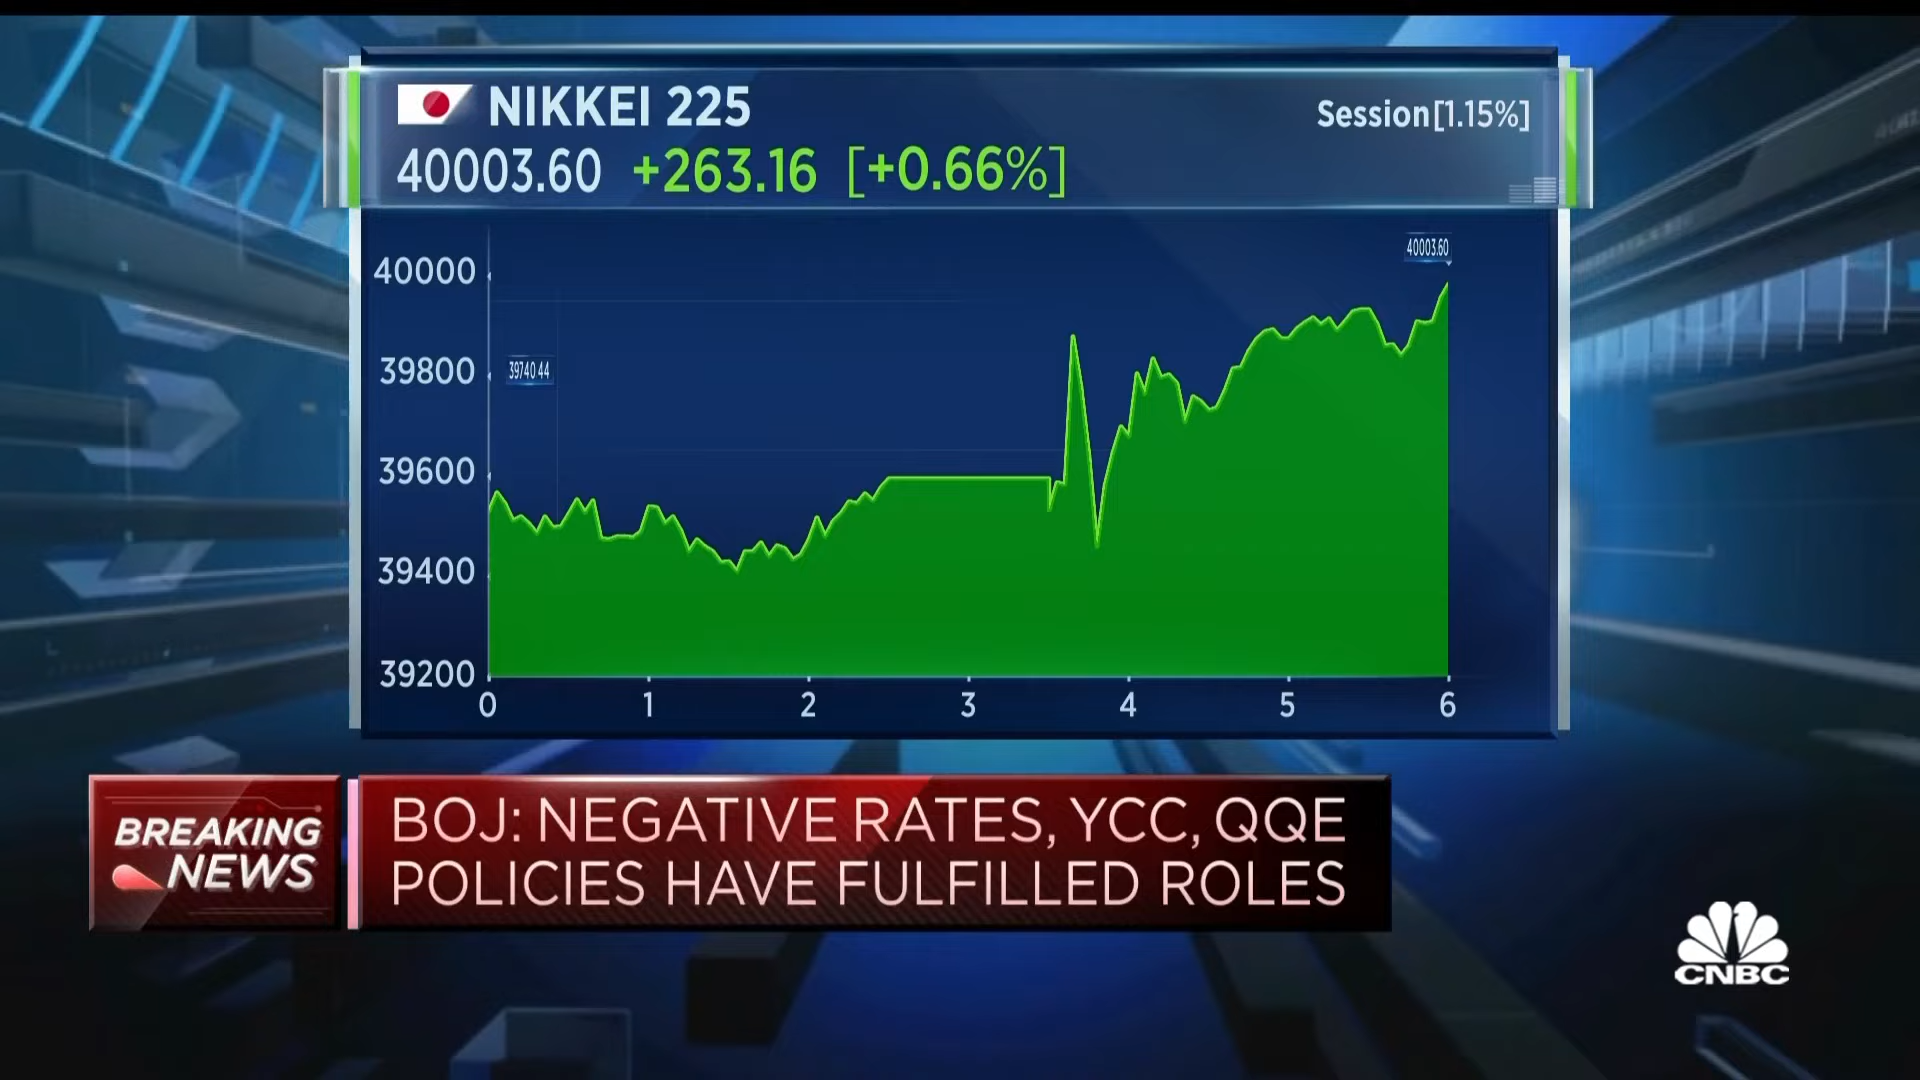 NIKKEI 225
Session[1.15%]
40003.60 +263.16 [+0.66%]
40003.60
40000
39800
39740.44
39600
39400
39200
0 1 2 3 4 5 6
BREAKING
NEWS
BOJ: NEGATIVE RATES, YCC, QQE
POLICIES HAVE FULFILLED ROLES
CNBC